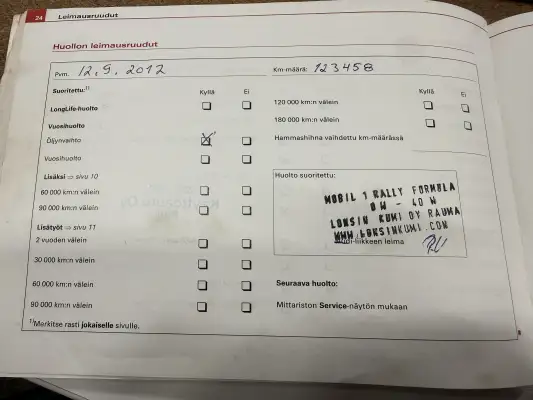 24 Leimausruudut
Huollon leimausruudut
Pvm. 12.9.2012 Km-määrä: 123458
Suoritettu:¹⁾ Kyllä Ei
LongLife-huolto
Vuosihuolto
Öljynvaihto
Vuosihuolto
Lisäksi ⇒ sivu 10
60 000 km:n välein
90 000 km:n välein
Lisätyöt ⇒ sivu 11
2 vuoden välein
30 000 km:n välein
60 000 km:n välein
90 000 km:n välein
¹⁾Merkitse rasti jokaiselle sivulle.
Kyllä Ei
120 000 km:n välein
180 000 km:n välein
Hammashihna vaihdettu km-määrässä
Huolto suoritettu:
MOBIL 1 RALLY FORMULA
0 W - 40 W
LONSIN KUMI OY RAUMA
WWW.LONSINKUMI.COM
Audi-liikkeen leima
Seuraava huolto:
Mittariston Service-näytön mukaan